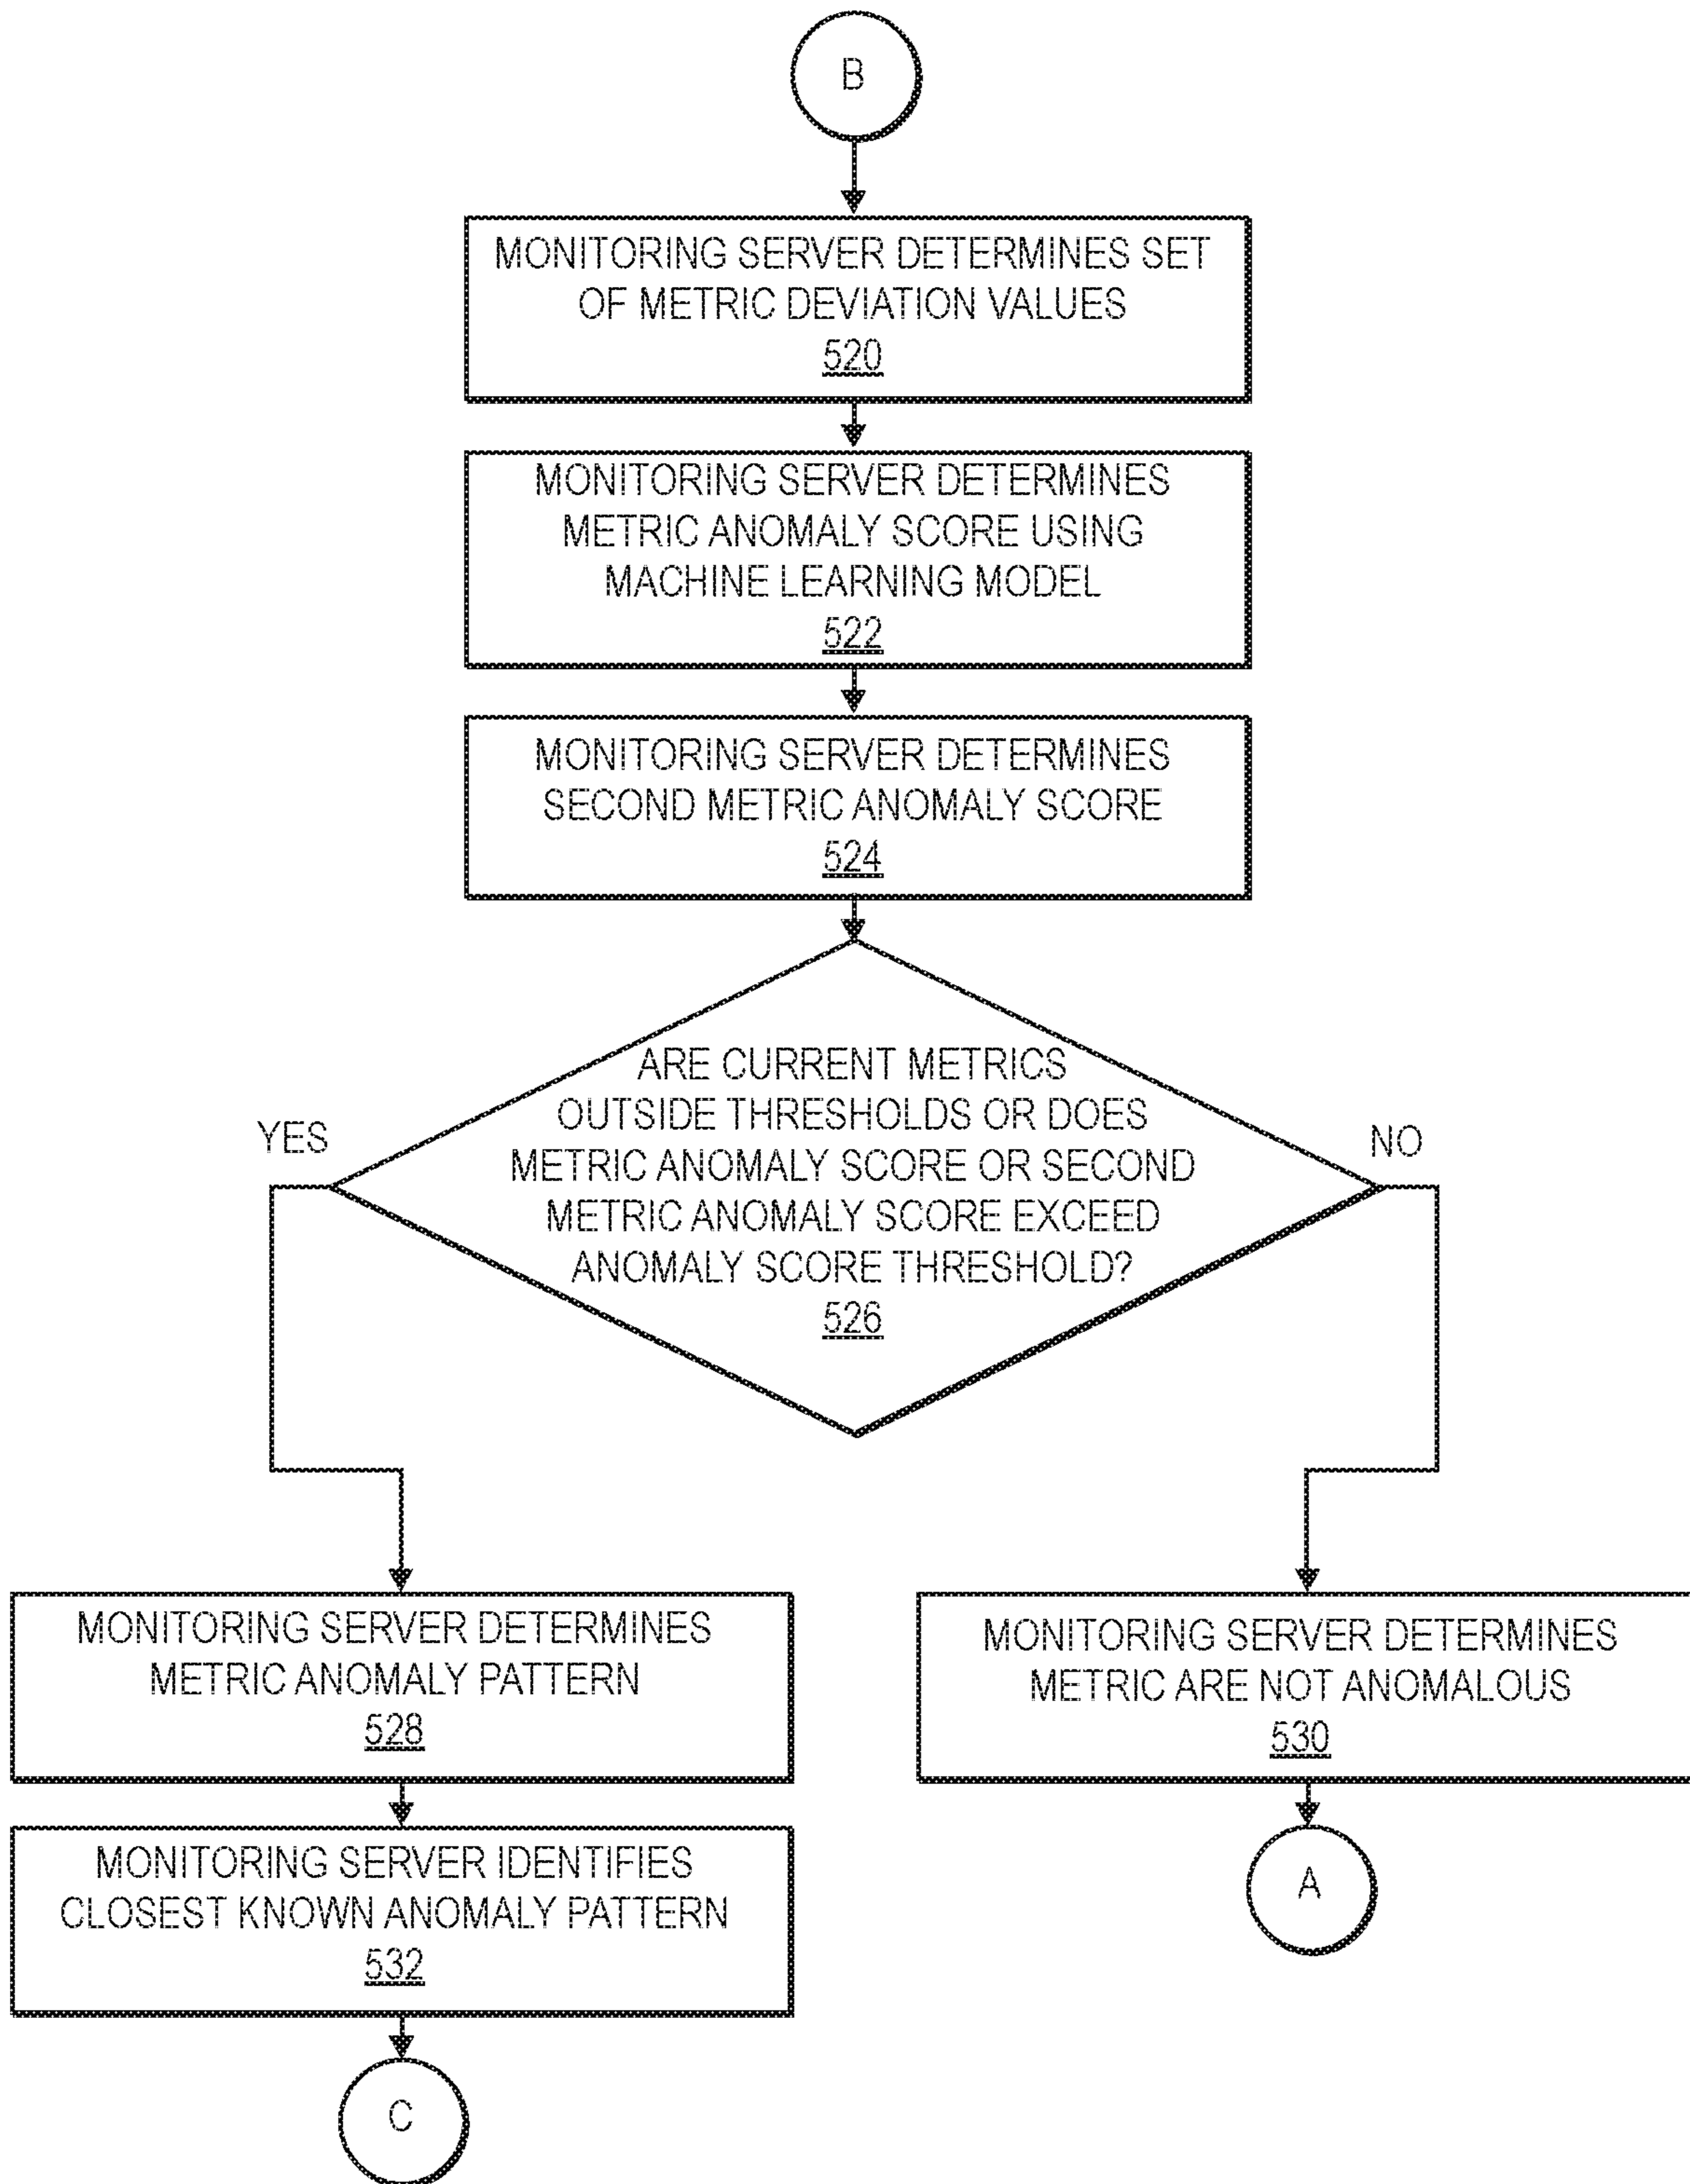 B
MONITORING SERVER DETERMINES SET
OF METRIC DEVIATION VALUES
520
MONITORING SERVER DETERMINES
METRIC ANOMALY SCORE USING
MACHINE LEARNING MODEL
522
MONITORING SERVER DETERMINES
SECOND METRIC ANOMALY SCORE
524
ARE CURRENT METRICS
OUTSIDE THRESHOLDS OR DOES
METRIC ANOMALY SCORE OR SECOND
METRIC ANOMALY SCORE EXCEED
ANOMALY SCORE THRESHOLD?
526
YES
NO
MONITORING SERVER DETERMINES
METRIC ANOMALY PATTERN
528
MONITORING SERVER DETERMINES
METRIC ARE NOT ANOMALOUS
530
MONITORING SERVER IDENTIFIES
CLOSEST KNOWN ANOMALY PATTERN
532
A
C